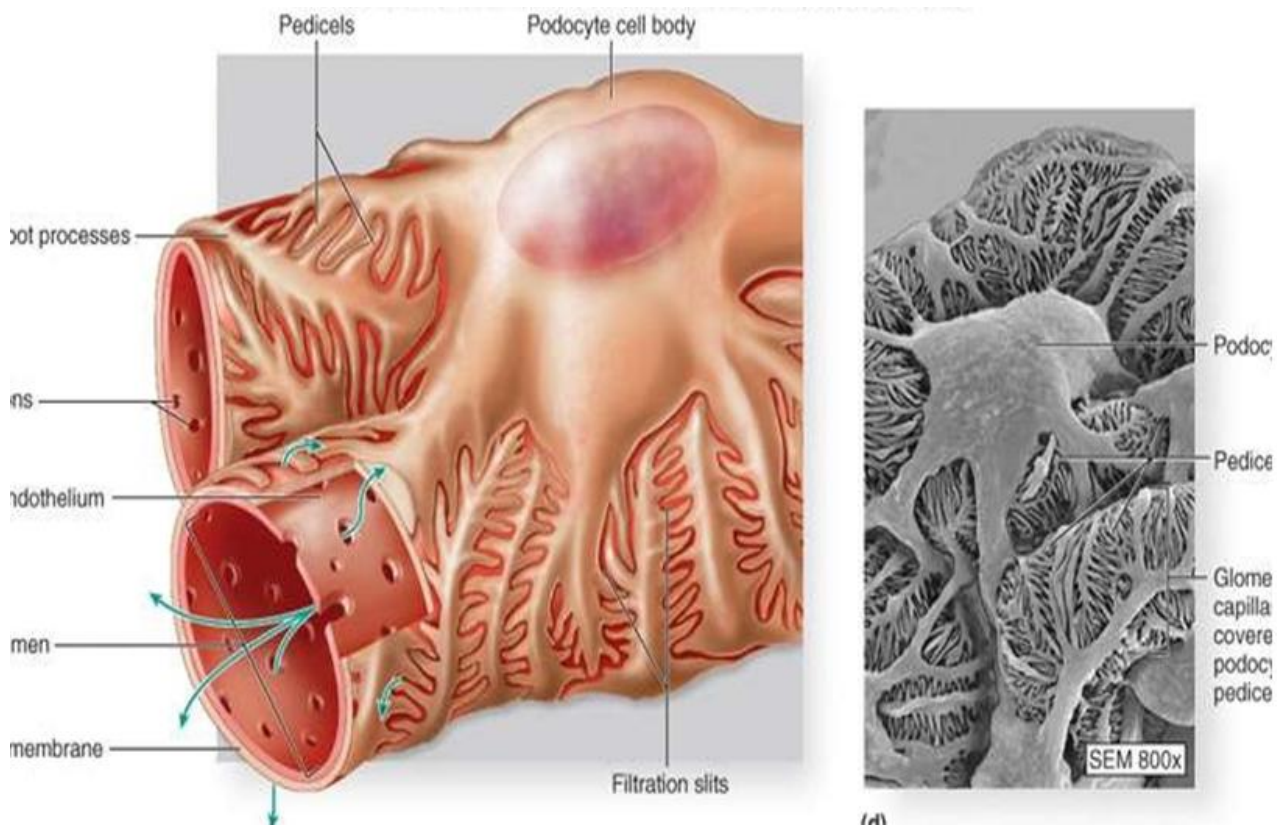 Pedicels
Podocyte cell body
oot processes
ns
ndothelium
men
membrane
Filtration slits
Podocy
Pedice
Glome
capilla
covere
podocy
pedice
SEM 800x
(d)